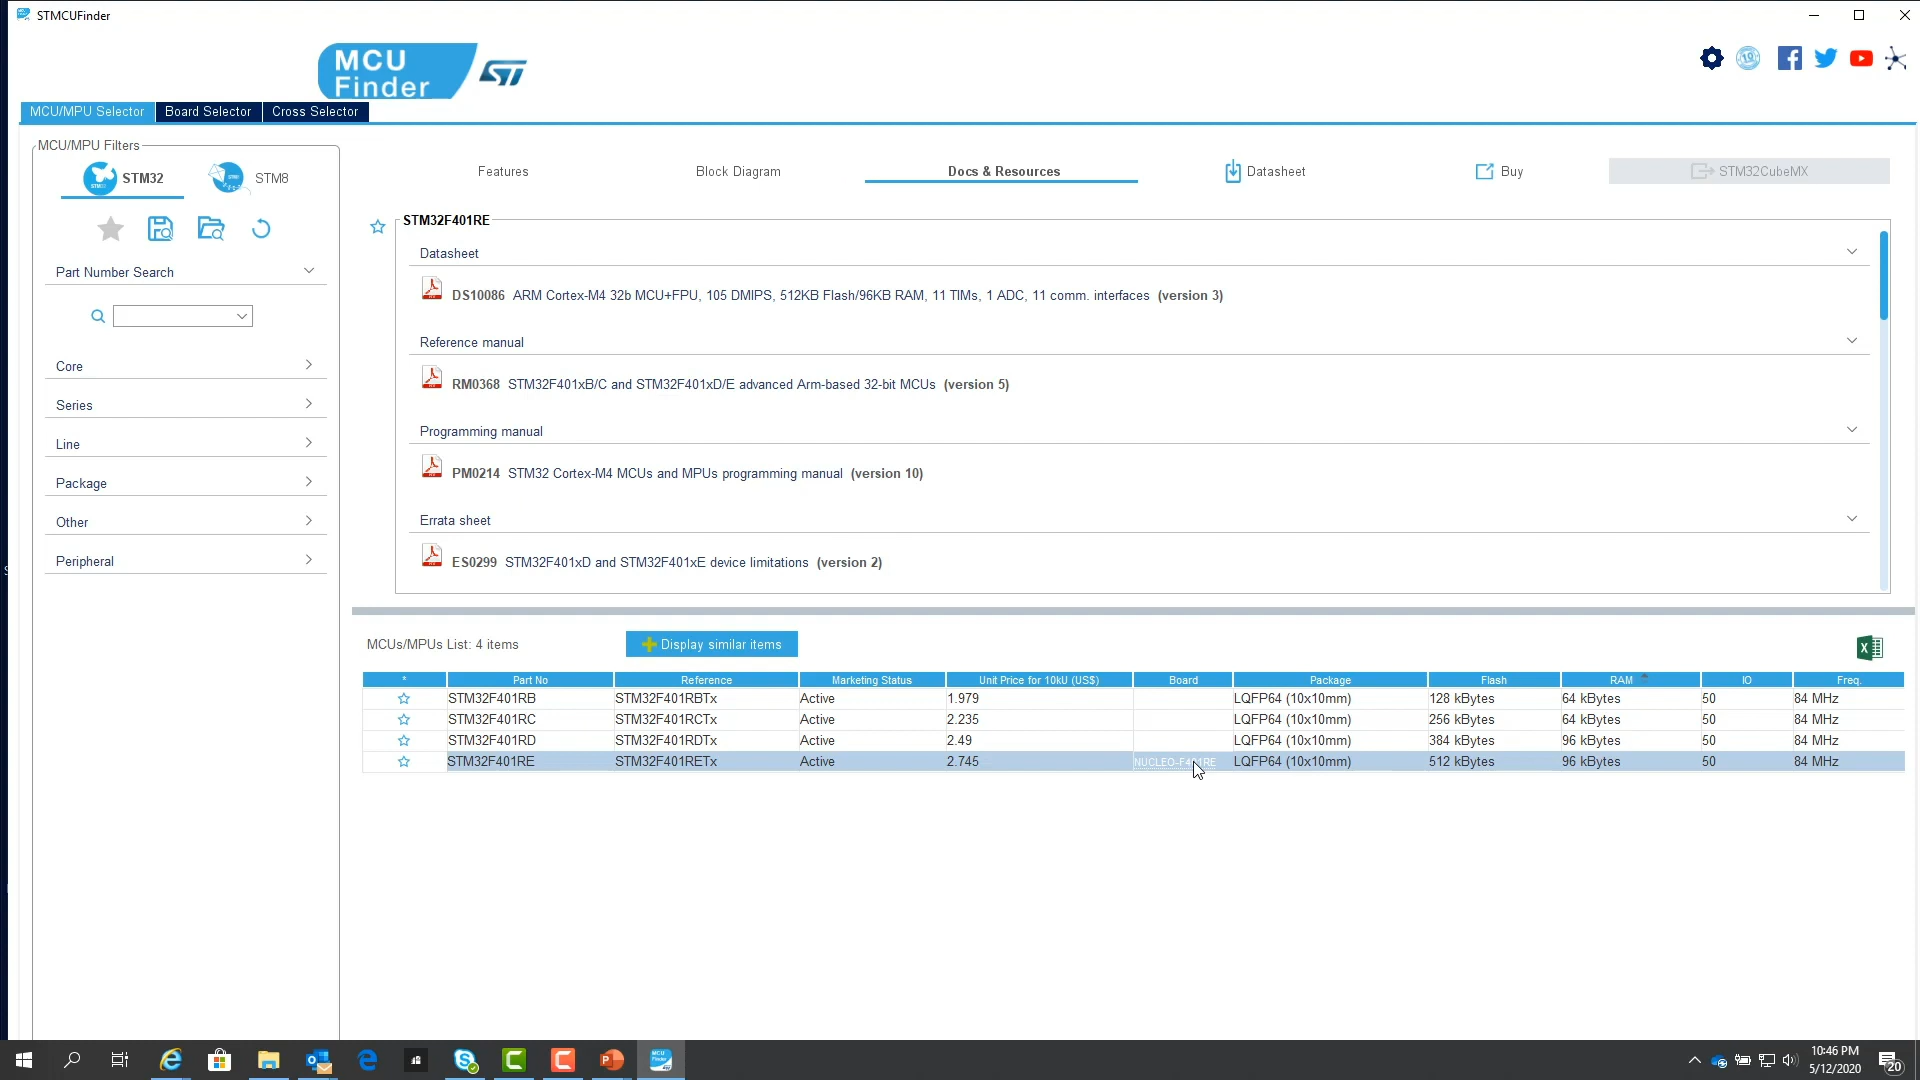 STMCUFinder
MCU
Finder
MCU/MPU Selector Board Selector Cross Selector
MCU/MPU Filters
STM32 STM8
Part Number Search
Core
Series
Line
Package
Other
Peripheral
Features Block Diagram Docs & Resources Datasheet Buy STM32CubeMX
STM32F401RE
Datasheet
DS10086 ARM Cortex-M4 32b MCU+FPU, 105 DMIPS, 512KB Flash/96KB RAM, 11 TIMs, 1 ADC, 11 comm. interfaces (version 3)
Reference manual
RM0368 STM32F401xB/C and STM32F401xD/E advanced Arm-based 32-bit MCUs (version 5)
Programming manual
PM0214 STM32 Cortex-M4 MCUs and MPUs programming manual (version 10)
Errata sheet
ES0299 STM32F401xD and STM32F401xE device limitations (version 2)
MCUs/MPUs List: 4 items Display similar items
* Part No Reference Marketing Status Unit Price for 10kU (US$) Board Package Flash RAM IO Freq.
STM32F401RB STM32F401RBTx Active 1.979 LQFP64 (10x10mm) 128 kBytes 64 kBytes 50 84 MHz
STM32F401RC STM32F401RCTx Active 2.235 LQFP64 (10x10mm) 256 kBytes 64 kBytes 50 84 MHz
STM32F401RD STM32F401RDTx Active 2.49 LQFP64 (10x10mm) 384 kBytes 96 kBytes 50 84 MHz
STM32F401RE STM32F401RETx Active 2.745 NUCLEO-F401RE LQFP64 (10x10mm) 512 kBytes 96 kBytes 50 84 MHz
10:46 PM
5/12/2020
20